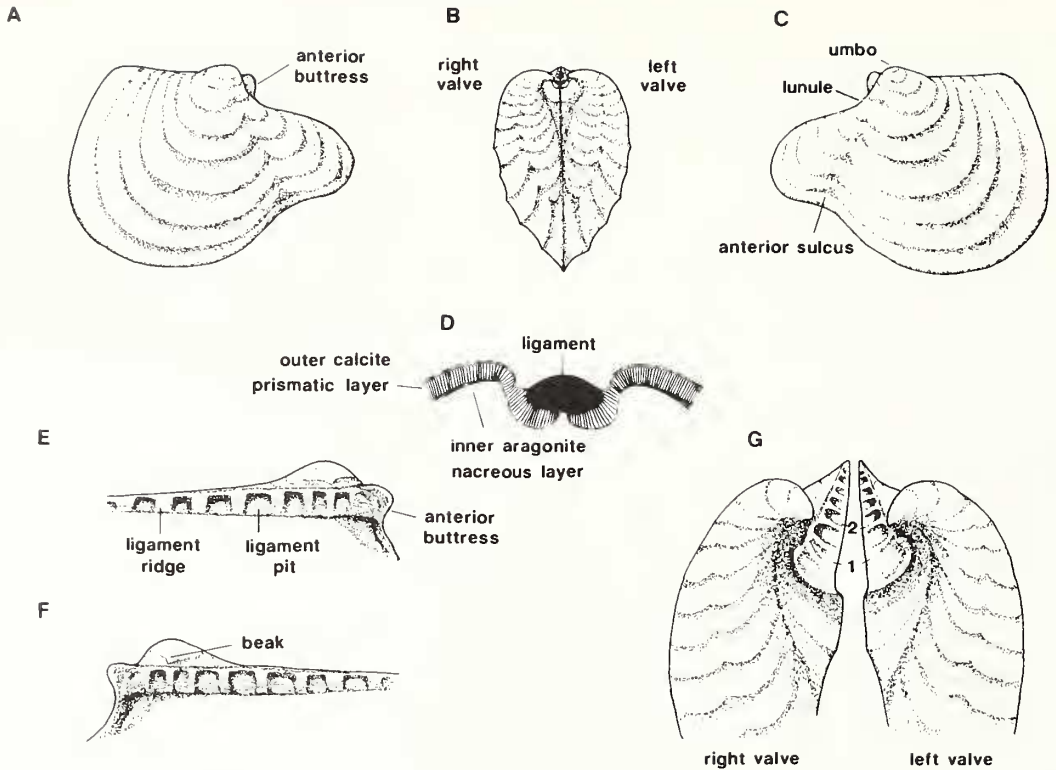 A
anterior
buttress
B
right
valve
left
valve
C
umbo
lunule
anterior sulcus
D
ligament
outer calcite
prismatic layer
inner aragonite
nacreous layer
E
ligament
ridge
ligament
pit
anterior
buttress
F
beak
G
2
1
right valve
left valve